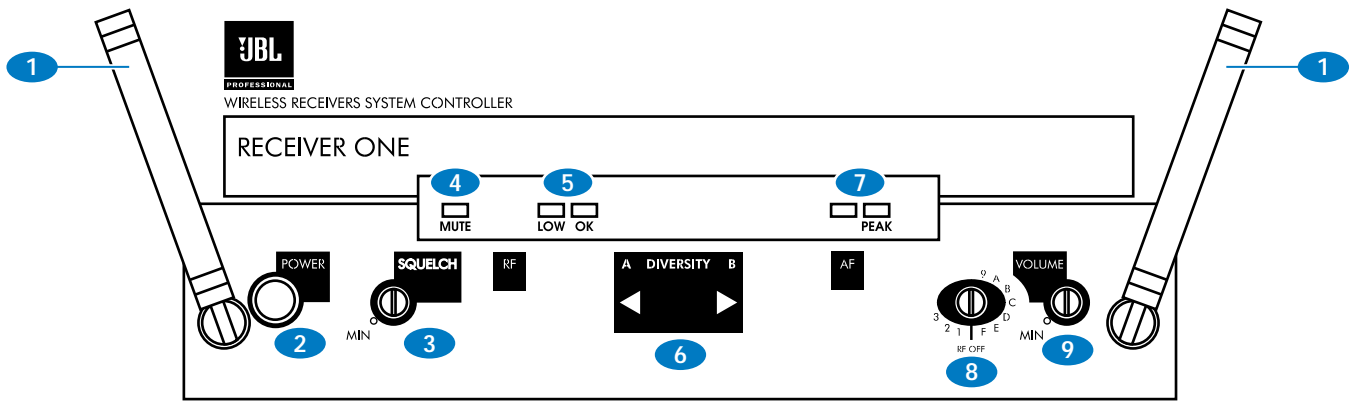 JBL
PROFESSIONAL
WIRELESS RECEIVERS SYSTEM CONTROLLER
1
1
RECEIVER ONE
4
5
7
MUTE
LOW OK
PEAK
POWER
SQUELCH
RF
A DIVERSITY B
AF
VOLUME
9
A
B
C
D
E
F
1
2
3
RF OFF
MIN
MIN
2
3
6
8
9